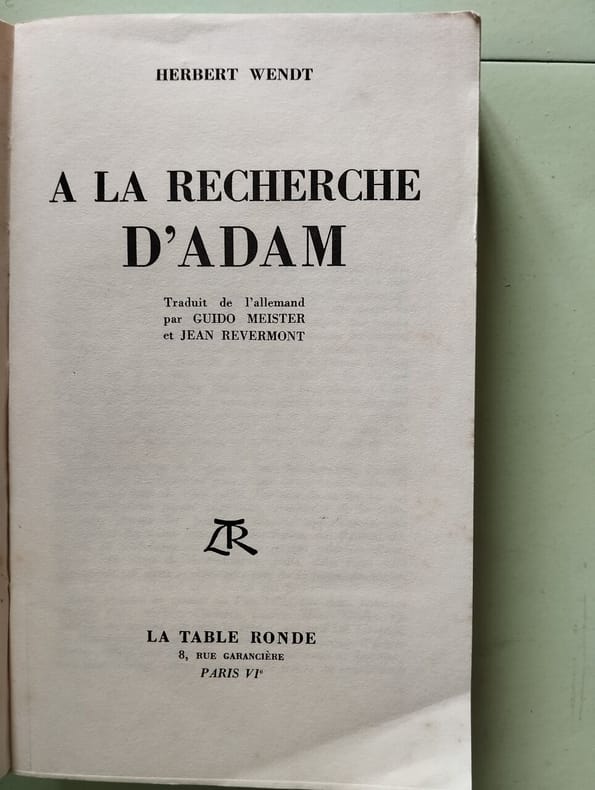 HERBERT WENDT
A LA RECHERCHE
D'ADAM
Traduit de l'allemand
par GUIDO MEISTER
et JEAN REVERMONT
LTR
LA TABLE RONDE
8, RUE GARANCIÈRE
PARIS VIe